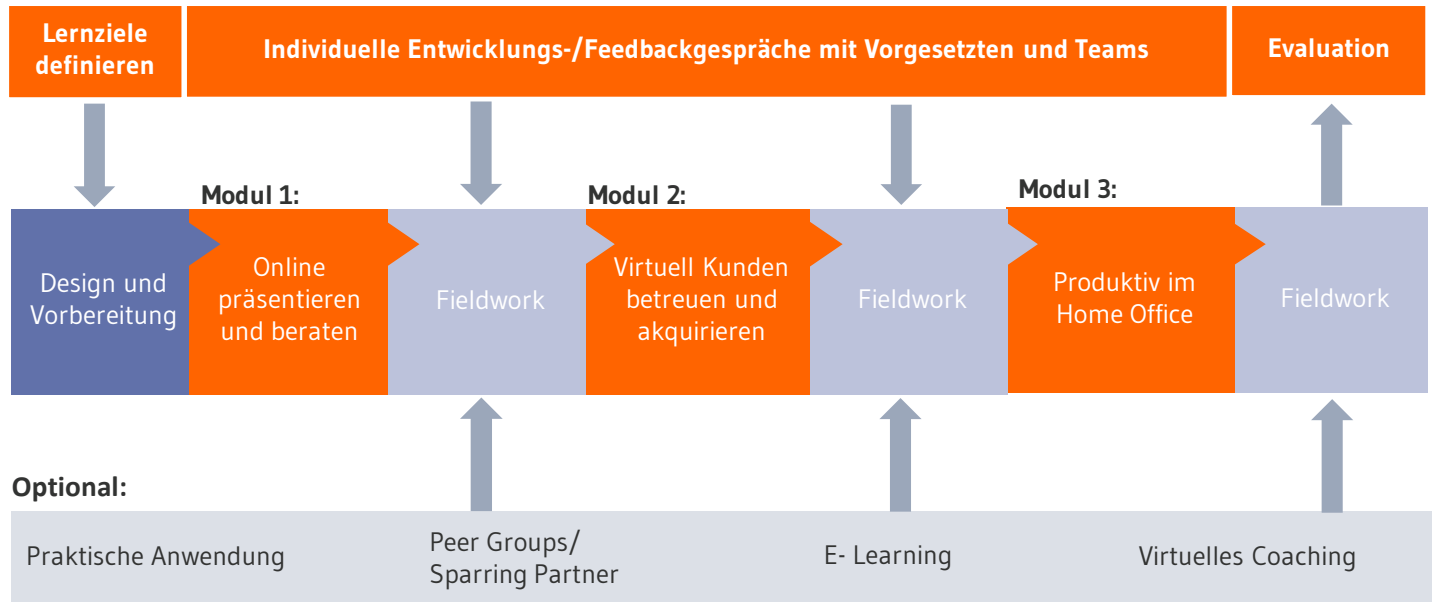 Lernziele
definieren
Individuelle Entwicklungs-/Feedbackgespräche mit Vorgesetzten und Teams
Evaluation
Modul 1:
Modul 2:
Modul 3:
Design und
Vorbereitung
Online
präsentieren
und beraten
Fieldwork
Virtuell Kunden
betreuen und
akquirieren
Fieldwork
Produktiv im
Home Office
Fieldwork
Optional:
Praktische Anwendung
Peer Groups/
Sparring Partner
E- Learning
Virtuelles Coaching